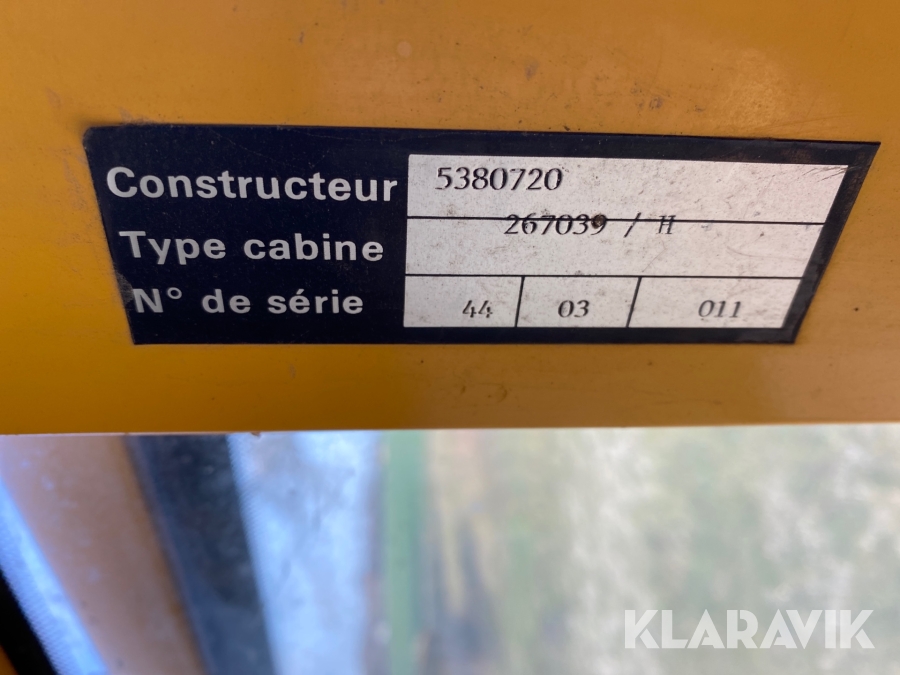 Constructeur 5380720
267039 / H
Type cabine
N° de série 44 03 011
KLARAVIK